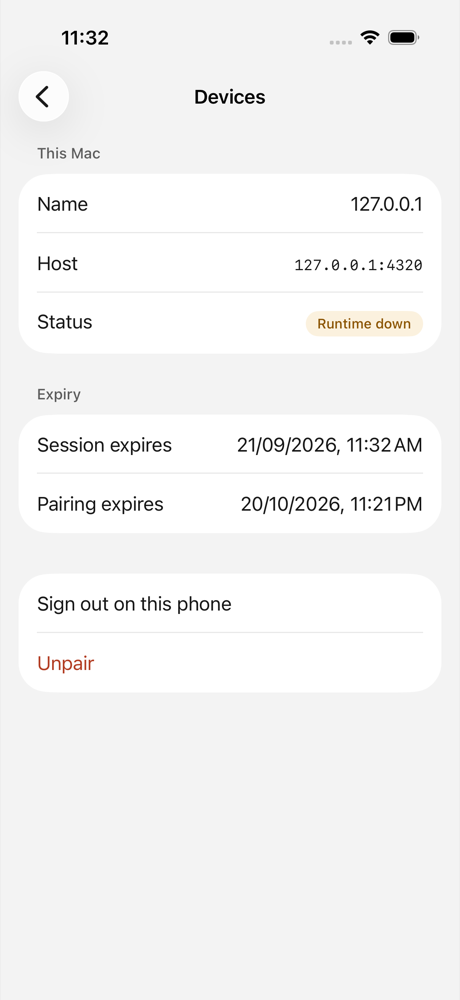 11:32
Devices
This Mac
Name 127.0.0.1
Host 127.0.0.1:4320
Status Runtime down
Expiry
Session expires 21/09/2026, 11:32 AM
Pairing expires 20/10/2026, 11:21 PM
Sign out on this phone
Unpair